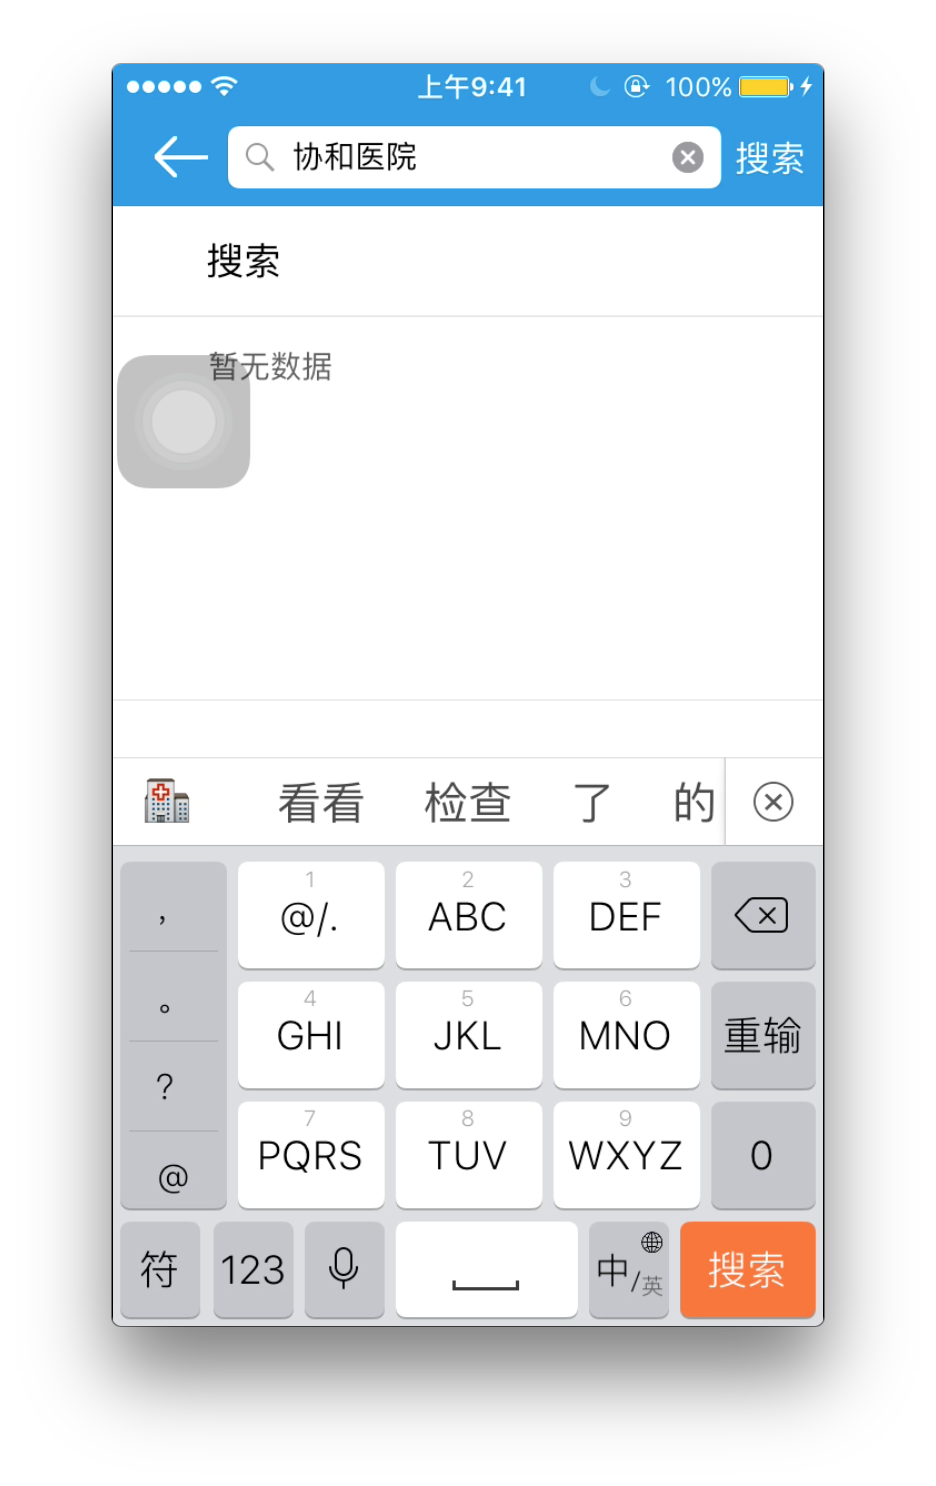 上午9:41 100%
协和医院 搜索
搜索
暂无数据
看看 检查 了 的
， 1 @/. 2 ABC 3 DEF
。 4 GHI 5 JKL 6 MNO 重输
? 7 PQRS 8 TUV 9 WXYZ 0
@
符 123 中/英 搜索